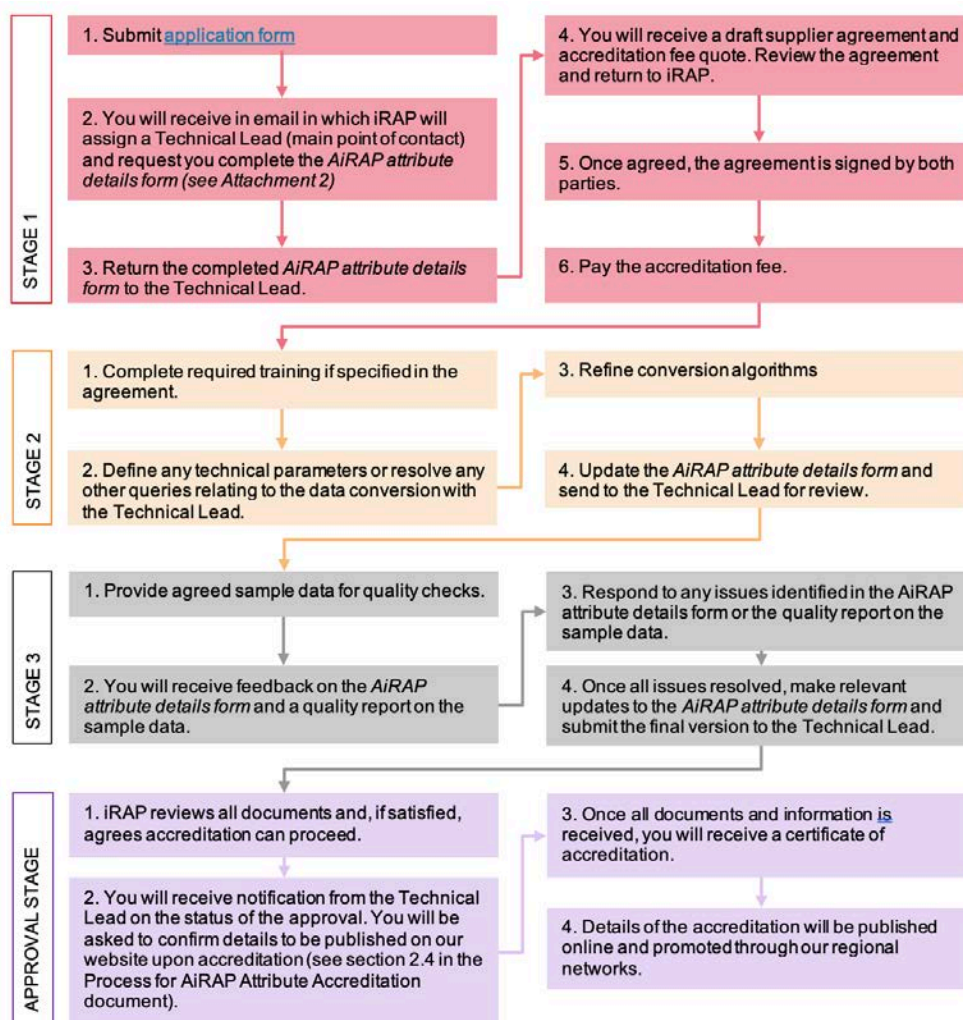 STAGE 1
1. Submit application form
2. You will receive in email in which iRAP will
assign a Technical Lead (main point of contact)
and request you complete the AiRAP attribute
details form (see Attachment 2)
3. Return the completed AiRAP attribute details
form to the Technical Lead.
4. You will receive a draft supplier agreement and
accreditation fee quote. Review the agreement
and return to iRAP.
5. Once agreed, the agreement is signed by both
parties.
6. Pay the accreditation fee.
STAGE 2
1. Complete required training if specified in the
agreement.
2. Define any technical parameters or resolve any
other queries relating to the data conversion with
the Technical Lead.
3. Refine conversion algorithms
4. Update the AiRAP attribute details form and
send to the Technical Lead for review.
STAGE 3
1. Provide agreed sample data for quality checks.
2. You will receive feedback on the AiRAP
attribute details form and a quality report on the
sample data.
3. Respond to any issues identified in the AiRAP
attribute details form or the quality report on the
sample data.
4. Once all issues resolved, make relevant
updates to the AiRAP attribute details form and
submit the final version to the Technical Lead.
APPROVAL STAGE
1. iRAP reviews all documents and, if satisfied,
agrees accreditation can proceed.
2. You will receive notification from the Technical
Lead on the status of the approval. You will be
asked to confirm details to be published on our
website upon accreditation (see section 2.4 in the
Process for AiRAP Attribute Accreditation
document).
3. Once all documents and information is
received, you will receive a certificate of
accreditation.
4. Details of the accreditation will be published
online and promoted through our regional
networks.